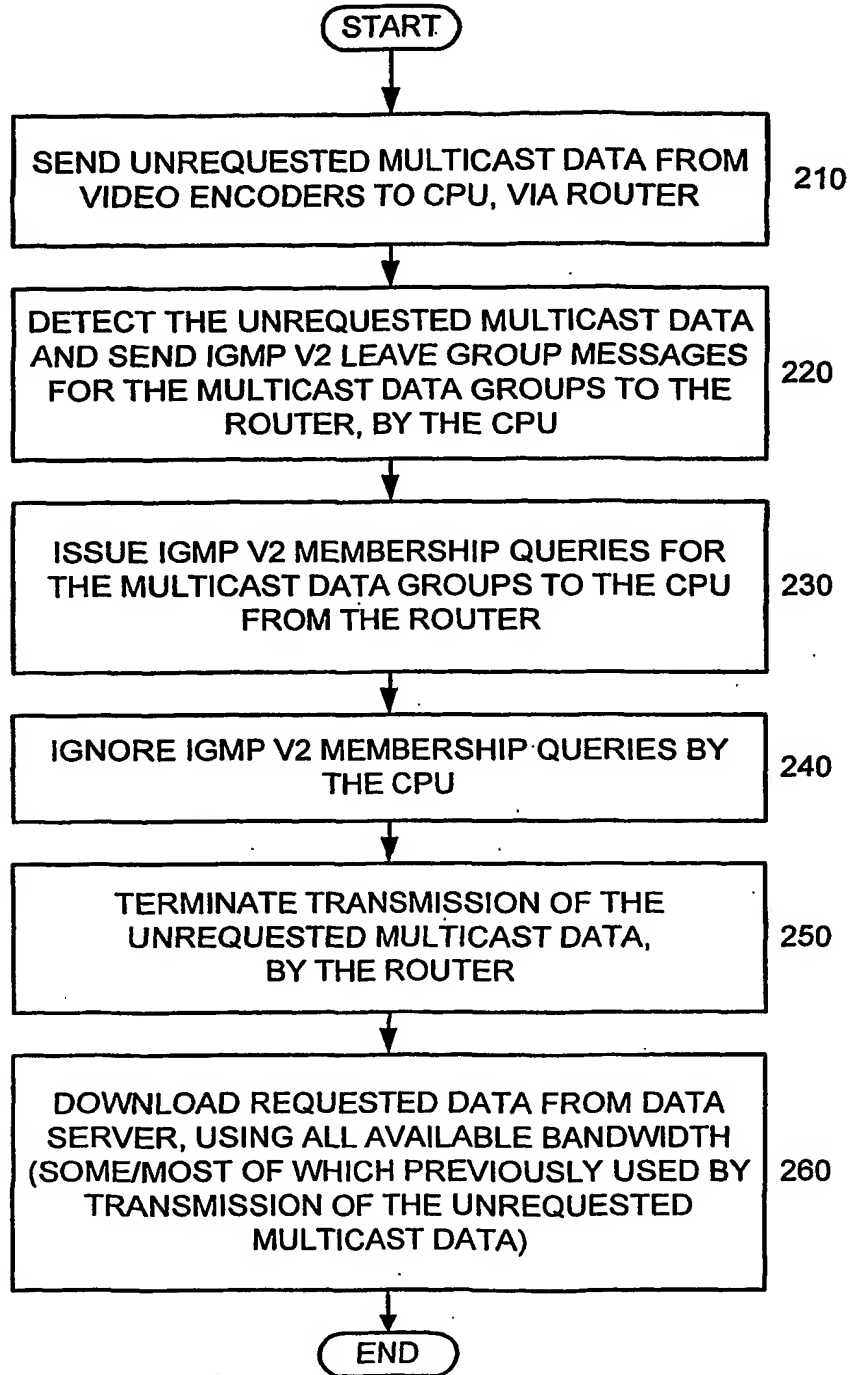 START
SEND UNREQUESTED MULTICAST DATA FROM
VIDEO ENCODERS TO CPU, VIA ROUTER
210
DETECT THE UNREQUESTED MULTICAST DATA
AND SEND IGMP V2 LEAVE GROUP MESSAGES
FOR THE MULTICAST DATA GROUPS TO THE
ROUTER, BY THE CPU
220
ISSUE IGMP V2 MEMBERSHIP QUERIES FOR
THE MULTICAST DATA GROUPS TO THE CPU
FROM THE ROUTER
230
IGNORE IGMP V2 MEMBERSHIP QUERIES BY
THE CPU
240
TERMINATE TRANSMISSION OF THE
UNREQUESTED MULTICAST DATA,
BY THE ROUTER
250
DOWNLOAD REQUESTED DATA FROM DATA
SERVER, USING ALL AVAILABLE BANDWIDTH
(SOME/MOST OF WHICH PREVIOUSLY USED BY
TRANSMISSION OF THE UNREQUESTED
MULTICAST DATA)
260
END